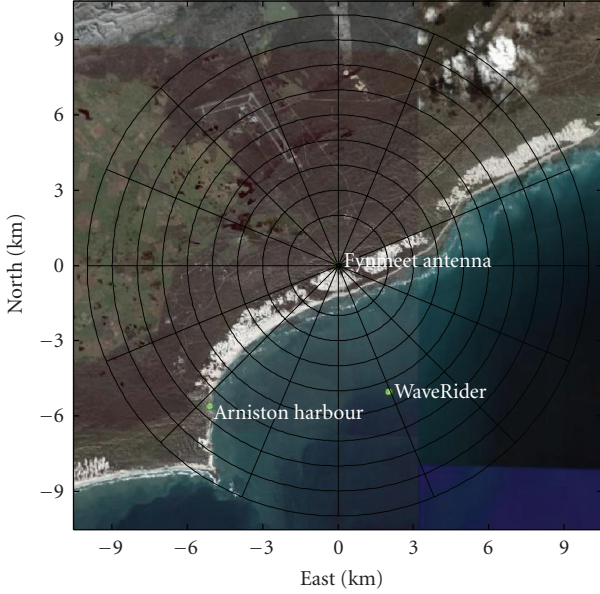 9
6
3
0
−3
−6
−9
North (km)
Fynmeet antenna
WaveRider
Arniston harbour
−9 −6 −3 0 3 6 9
East (km)